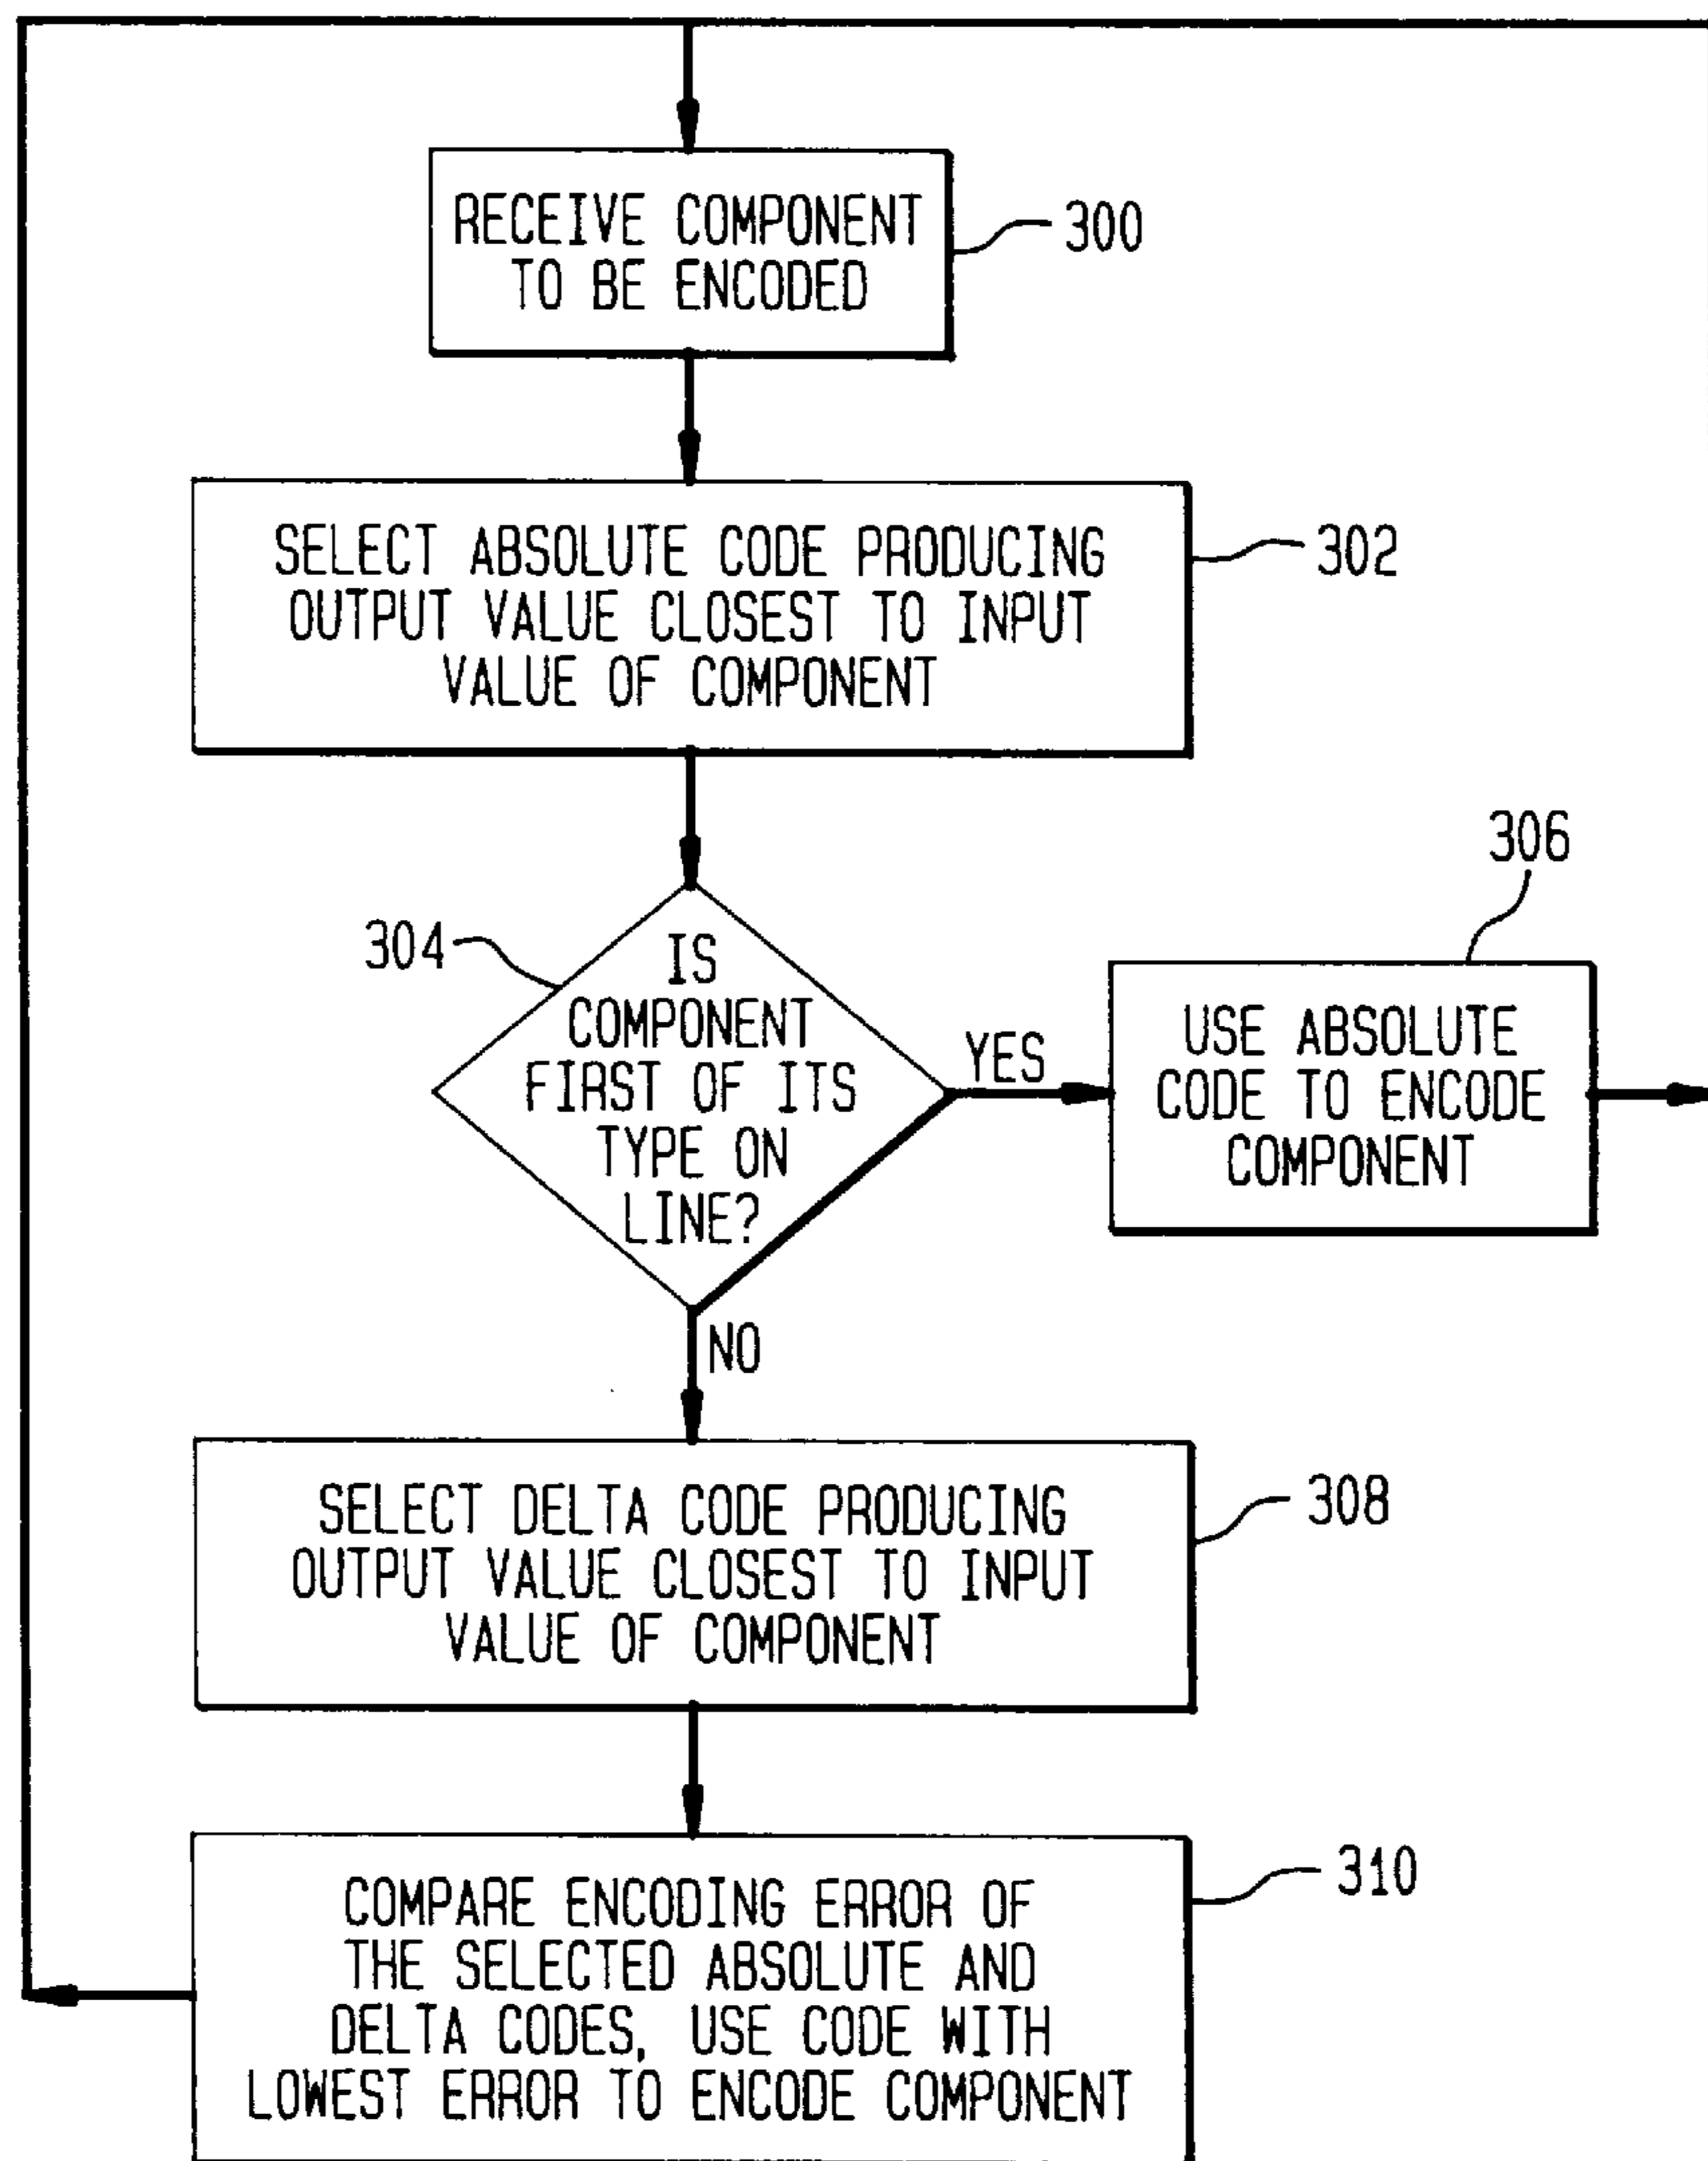 RECEIVE COMPONENT
TO BE ENCODED
300
SELECT ABSOLUTE CODE PRODUCING
OUTPUT VALUE CLOSEST TO INPUT
VALUE OF COMPONENT
302
304
IS
COMPONENT
FIRST OF ITS
TYPE ON
LINE?
YES
306
USE ABSOLUTE
CODE TO ENCODE
COMPONENT
NO
SELECT DELTA CODE PRODUCING
OUTPUT VALUE CLOSEST TO INPUT
VALUE OF COMPONENT
308
COMPARE ENCODING ERROR OF
THE SELECTED ABSOLUTE AND
DELTA CODES, USE CODE WITH
LOWEST ERROR TO ENCODE COMPONENT
310